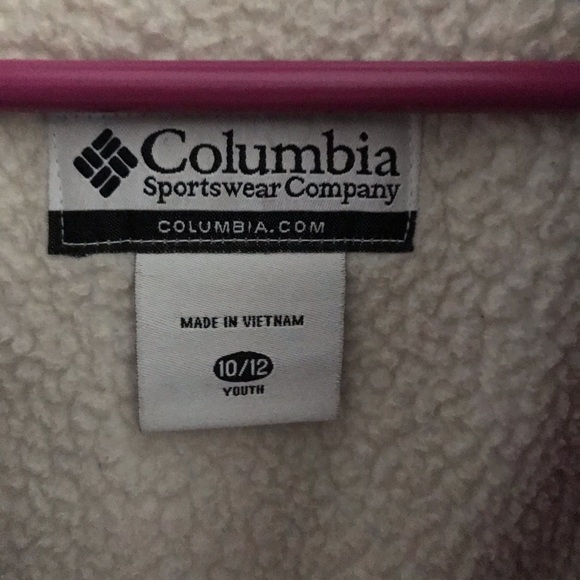 Columbia
Sportswear Company
COLUMBIA.COM
MADE IN VIETNAM
10/12
YOUTH